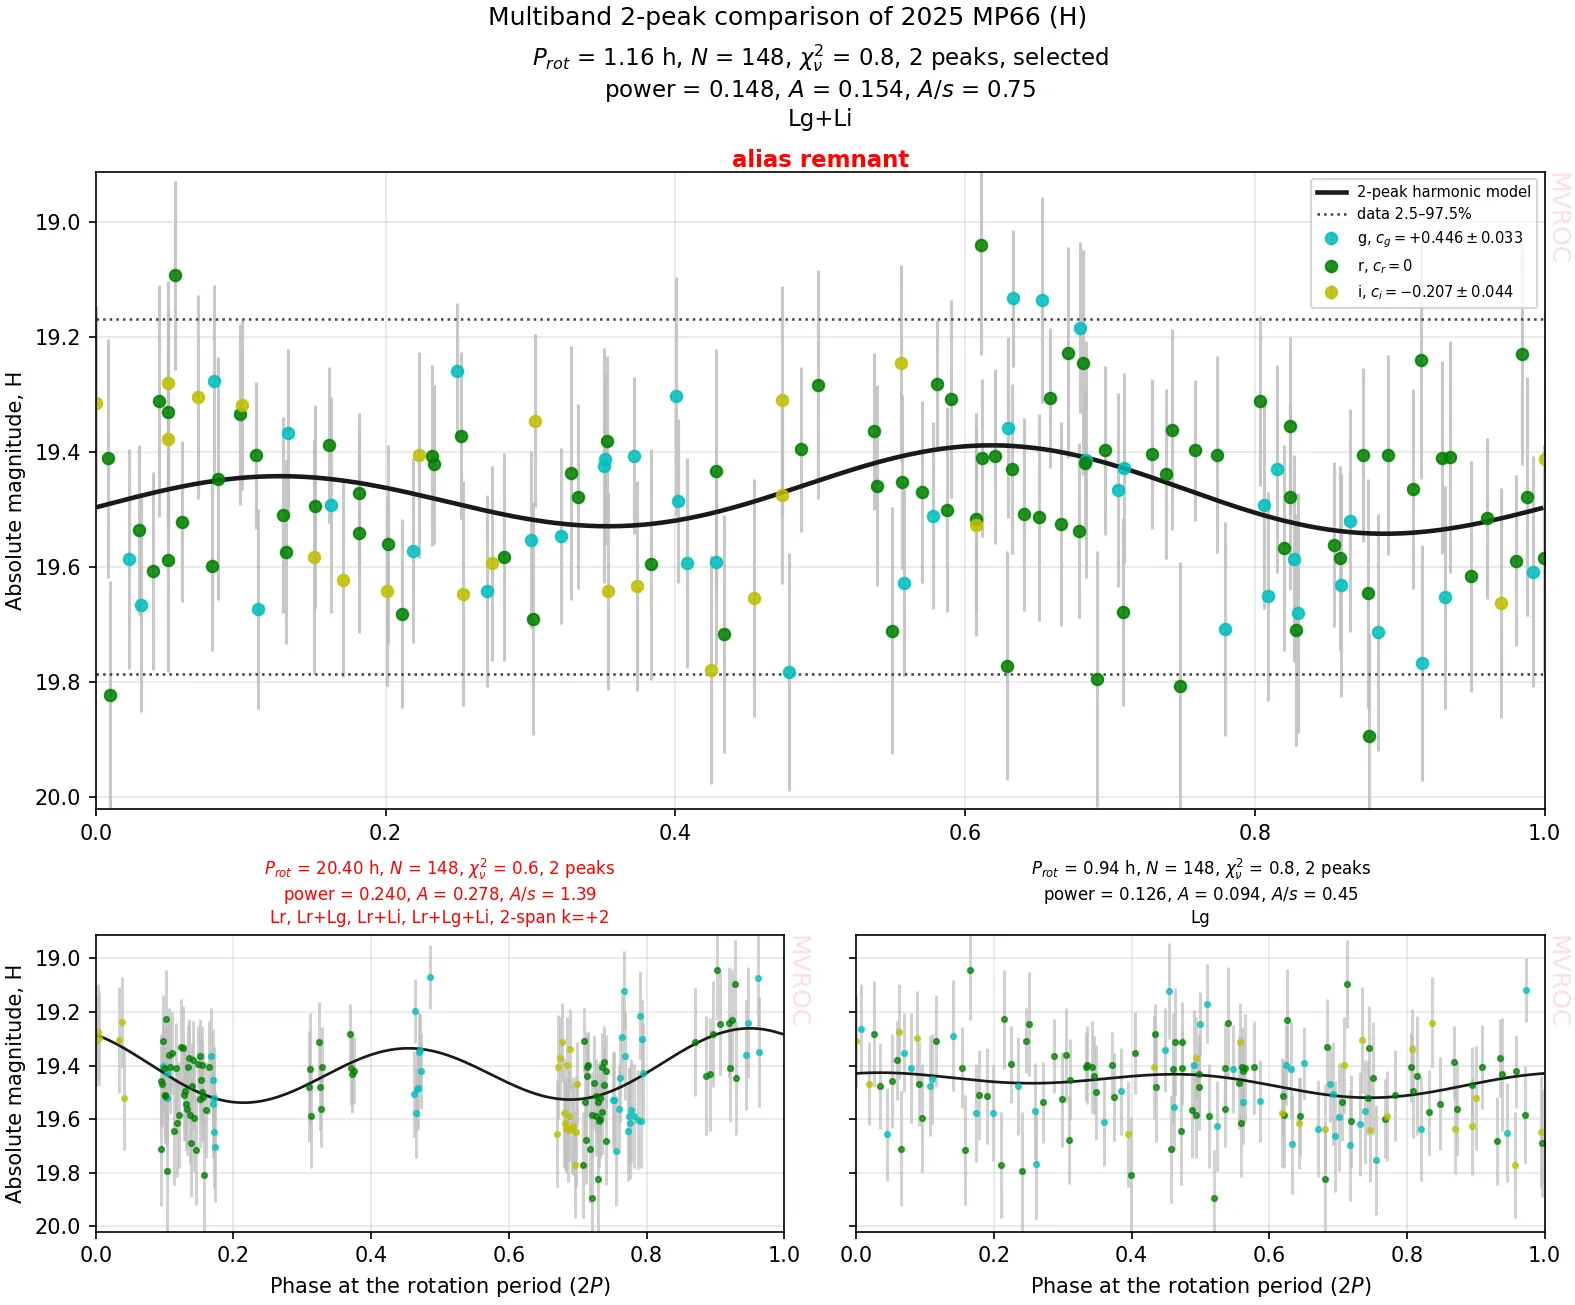 Multiband 2-peak comparison of 2025 MP66 (H)
P_rot = 1.16 h, N = 148, χ²_ν = 0.8, 2 peaks, selected
power = 0.148, A = 0.154, A/s = 0.75
Lg+Li
alias remnant
2-peak harmonic model
data 2.5–97.5%
g, c_g = +0.446 ± 0.033
r, c_r = 0
i, c_i = −0.207 ± 0.044
MVROC
Absolute magnitude, H
19.0
19.2
19.4
19.6
19.8
20.0
0.0 0.2 0.4 0.6 0.8 1.0
P_rot = 20.40 h, N = 148, χ²_ν = 0.6, 2 peaks
power = 0.240, A = 0.278, A/s = 1.39
Lr, Lr+Lg, Lr+Li, Lr+Lg+Li, 2-span k=+2
MVROC
Absolute magnitude, H
19.0
19.2
19.4
19.6
19.8
20.0
0.0 0.2 0.4 0.6 0.8 1.0
Phase at the rotation period (2P)
P_rot = 0.94 h, N = 148, χ²_ν = 0.8, 2 peaks
power = 0.126, A = 0.094, A/s = 0.45
Lg
MVROC
0.0 0.2 0.4 0.6 0.8 1.0
Phase at the rotation period (2P)